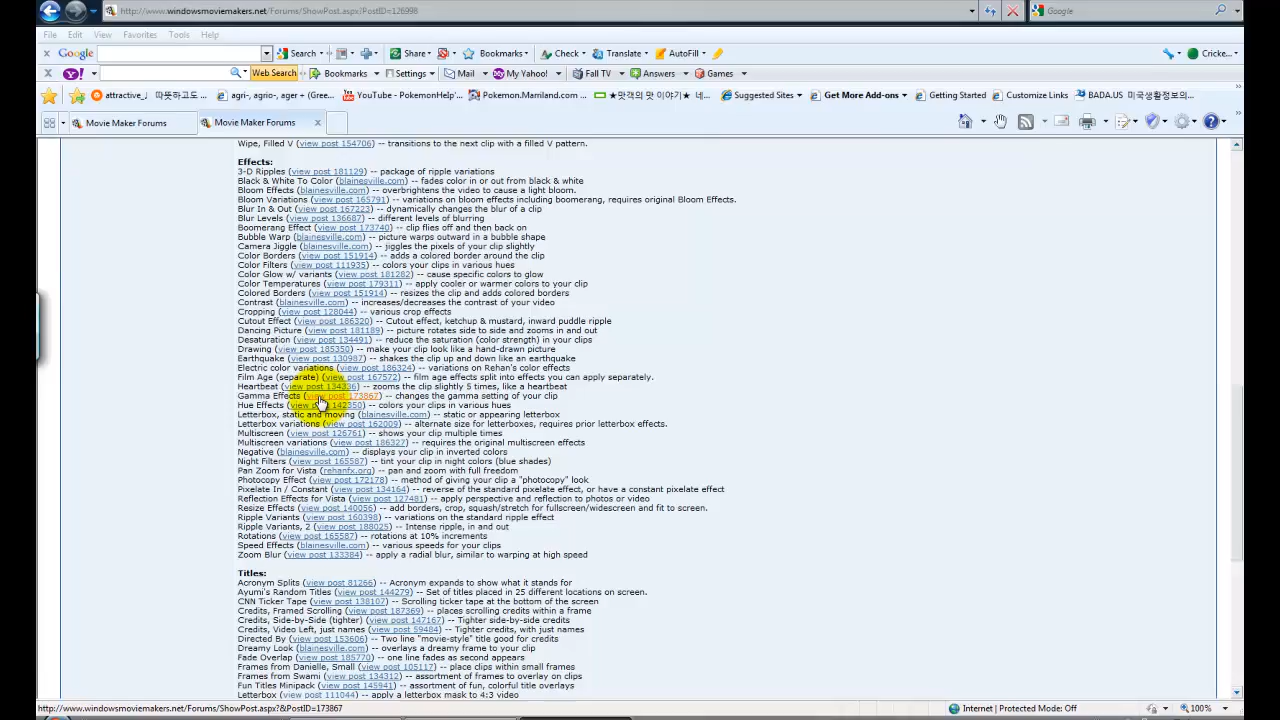 http://www.windowsmoviemakers.net/Forums/ShowPost.aspx?PostID=126998
Google
File Edit View Favorites Tools Help
Google Search Share Bookmarks Check Translate AutoFill Cricke...
Y! Web Search Bookmarks Settings Mail My Yahoo! Fall TV Answers Games
attractive_♩ 따뜻하고도... agri-, agrio-, ager + (Gree... YouTube - PokemonHelp'... Pokemon.Marriland.com ... ★맛객의 맛 이야기★ 네... Suggested Sites Get More Add-ons Getting Started Customize Links BADA.US 미국생활정보의...
Movie Maker Forums Movie Maker Forums
Wipe, Filled V (view post 154706) -- transitions to the next clip with a filled V pattern.
Effects:
3-D Ripples (view post 181129) -- package of ripple variations
Black & White To Color (blainesville.com) -- fades color in or out from black & white
Bloom Effects (blainesville.com) -- overbrightens the video to cause a light bloom.
Bloom Variations (view post 165791) -- variations on bloom effects including boomerang, requires original Bloom Effects.
Blur In & Out (view post 167223) -- dynamically changes the blur of a clip
Blur Levels (view post 136687) -- different levels of blurring
Boomerang Effect (view post 173740) -- clip flies off and then back on
Bubble Warp (blainesville.com) -- picture warps outward in a bubble shape
Camera Jiggle (blainesville.com) -- jiggles the pixels of your clip slightly
Color Borders (view post 151914) -- adds a colored border around the clip
Color Filters (view post 111935) -- colors your clips in various hues
Color Glow w/ variants (view post 181282) -- cause specific colors to glow
Color Temperatures (view post 179311) -- apply cooler or warmer colors to your clip
Colored Borders (view post 151914) -- resizes the clip and adds colored borders
Contrast (blainesville.com) -- increases/decreases the contrast of your video
Cropping (view post 128044) -- various crop effects
Cutout Effect (view post 186320) -- Cutout effect, ketchup & mustard, inward puddle ripple
Dancing Picture (view post 181189) -- picture rotates side to side and zooms in and out
Desaturation (view post 134491) -- reduce the saturation (color strength) in your clips
Drawing (view post 185350) -- make your clip look like a hand-drawn picture
Earthquake (view post 130987) -- shakes the clip up and down like an earthquake
Electric color variations (view post 186324) -- variations on Rehan's color effects
Film Age (separate) (view post 167572) -- film age effects split into effects you can apply separately.
Heartbeat (view post 134336) -- zooms the clip slightly 5 times, like a heartbeat
Gamma Effects (view post 173867) -- changes the gamma setting of your clip
Hue Effects (view post 142350) -- colors your clips in various hues
Letterbox, static and moving (blainesville.com) -- static or appearing letterbox
Letterbox variations (view post 162009) -- alternate size for letterboxes, requires prior letterbox effects.
Multiscreen (view post 126761) -- shows your clip multiple times
Multiscreen variations (view post 186327) -- requires the original multiscreen effects
Negative (blainesville.com) -- displays your clip in inverted colors
Night Filters (view post 165587) -- tint your clip in night colors (blue shades)
Pan Zoom for Vista (rehanfx.org) -- pan and zoom with full freedom
Photocopy Effect (view post 172178) -- method of giving your clip a "photocopy" look
Pixelate In / Constant (view post 134164) -- reverse of the standard pixelate effect, or have a constant pixelate effect
Reflection Effects for Vista (view post 127481) -- apply perspective and reflection to photos or video
Resize Effects (view post 140056) -- add borders, crop, squash/stretch for fullscreen/widescreen and fit to screen.
Ripple Variants (view post 160398) -- variations on the standard ripple effect
Ripple Variants, 2 (view post 188025) -- Intense ripple, in and out
Rotations (view post 165587) -- rotations at 10% increments
Speed Effects (blainesville.com) -- various speeds for your clips
Zoom Blur (view post 133384) -- apply a radial blur, similar to warping at high speed
Titles:
Acronym Splits (view post 81266) -- Acronym expands to show what it stands for
Ayumi's Random Titles (view post 144279) -- Set of titles placed in 25 different locations on screen.
CNN Ticker Tape (view post 138107) -- Scrolling ticker tape at the bottom of the screen
Credits, Framed Scrolling (view post 187369) -- places scrolling credits within a frame
Credits, Side-by-Side (tighter) (view post 147167) -- Tighter side-by-side credits
Credits, Video Left, just names (view post 59484) -- Tighter credits, with just names
Directed By (view post 153606) -- Two line "movie-style" title good for credits
Dreamy Look (blainesville.com) -- overlays a dreamy frame to your clip
Fade Overlap (view post 185770) -- one line fades as second appears
Frames from Danielle, Small (view post 105117) -- place clips within small frames
Frames from Swami (view post 134312) -- assortment of frames to overlay on clips
Fun Titles Minipack (view post 145941) -- assortment of fun, colorful title overlays
Letterbox (view post 111044) -- apply a letterbox mask to 4:3 video
http://www.windowsmoviemakers.net/Forums/ShowPost.aspx?&PostID=173867
Internet | Protected Mode: Off
100%